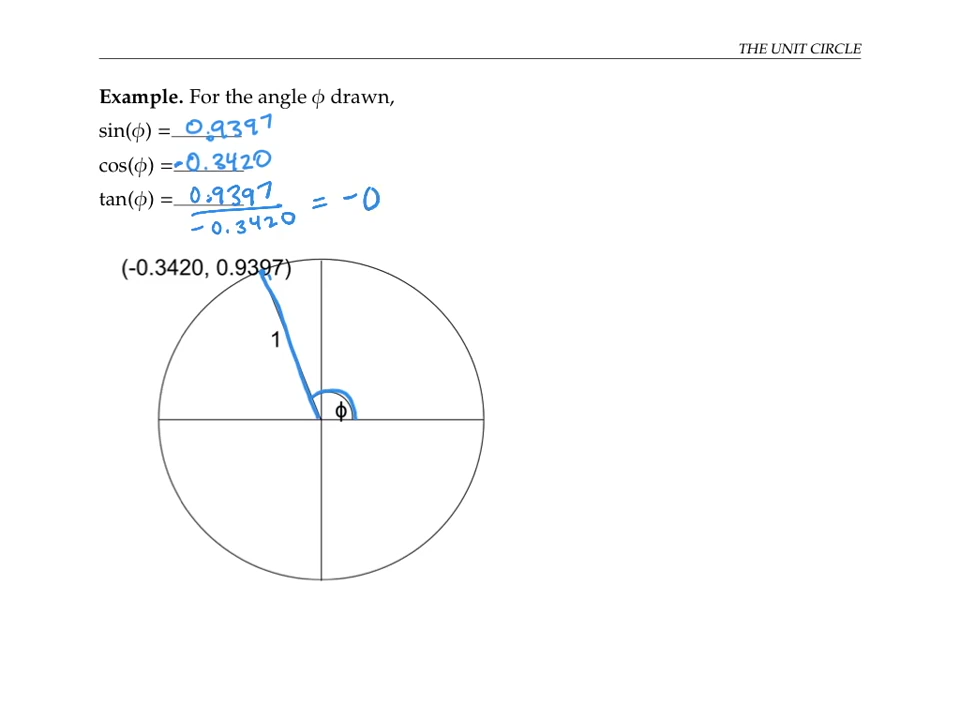 THE UNIT CIRCLE
Example. For the angle ϕ drawn,
sin(ϕ) = 0.9397
cos(ϕ) = -0.3420
tan(ϕ) = 0.9397 / -0.3420 = -0
(-0.3420, 0.9397)
1
ϕ